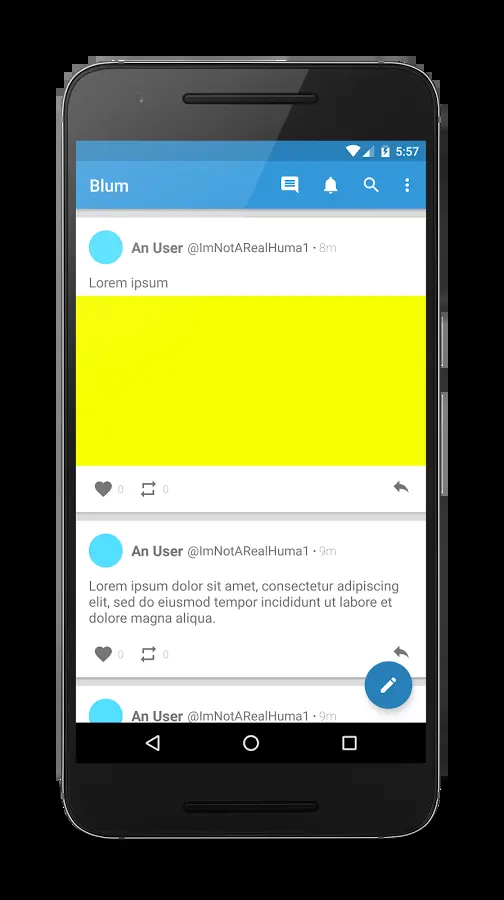 5:57
Blum
An User @ImNotARealHuma1 • 8m
Lorem ipsum
0 0
An User @ImNotARealHuma1 • 9m
Lorem ipsum dolor sit amet, consectetur adipiscing
elit, sed do eiusmod tempor incididunt ut labore et
dolore magna aliqua.
0 0
An User @ImNotARealHuma1 • 9m